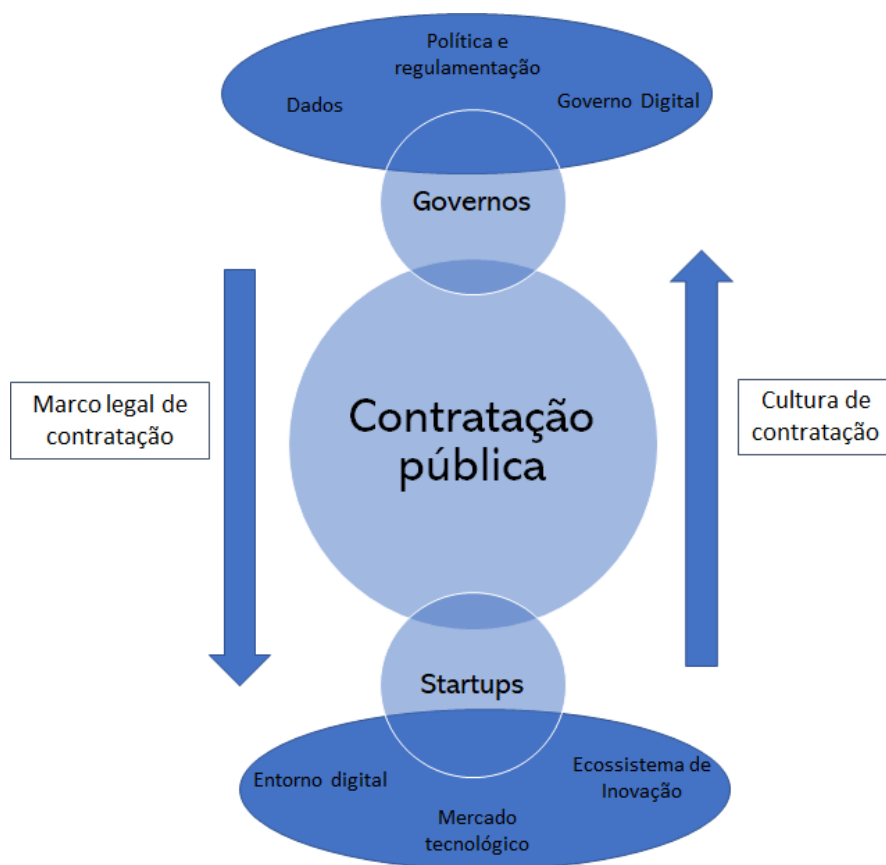 Política e
regulamentação
Dados
Governo Digital
Governos
Marco legal de
contratação
Contratação
pública
Cultura de
contratação
Startups
Entorno digital
Mercado
tecnológico
Ecossistema de
Inovação